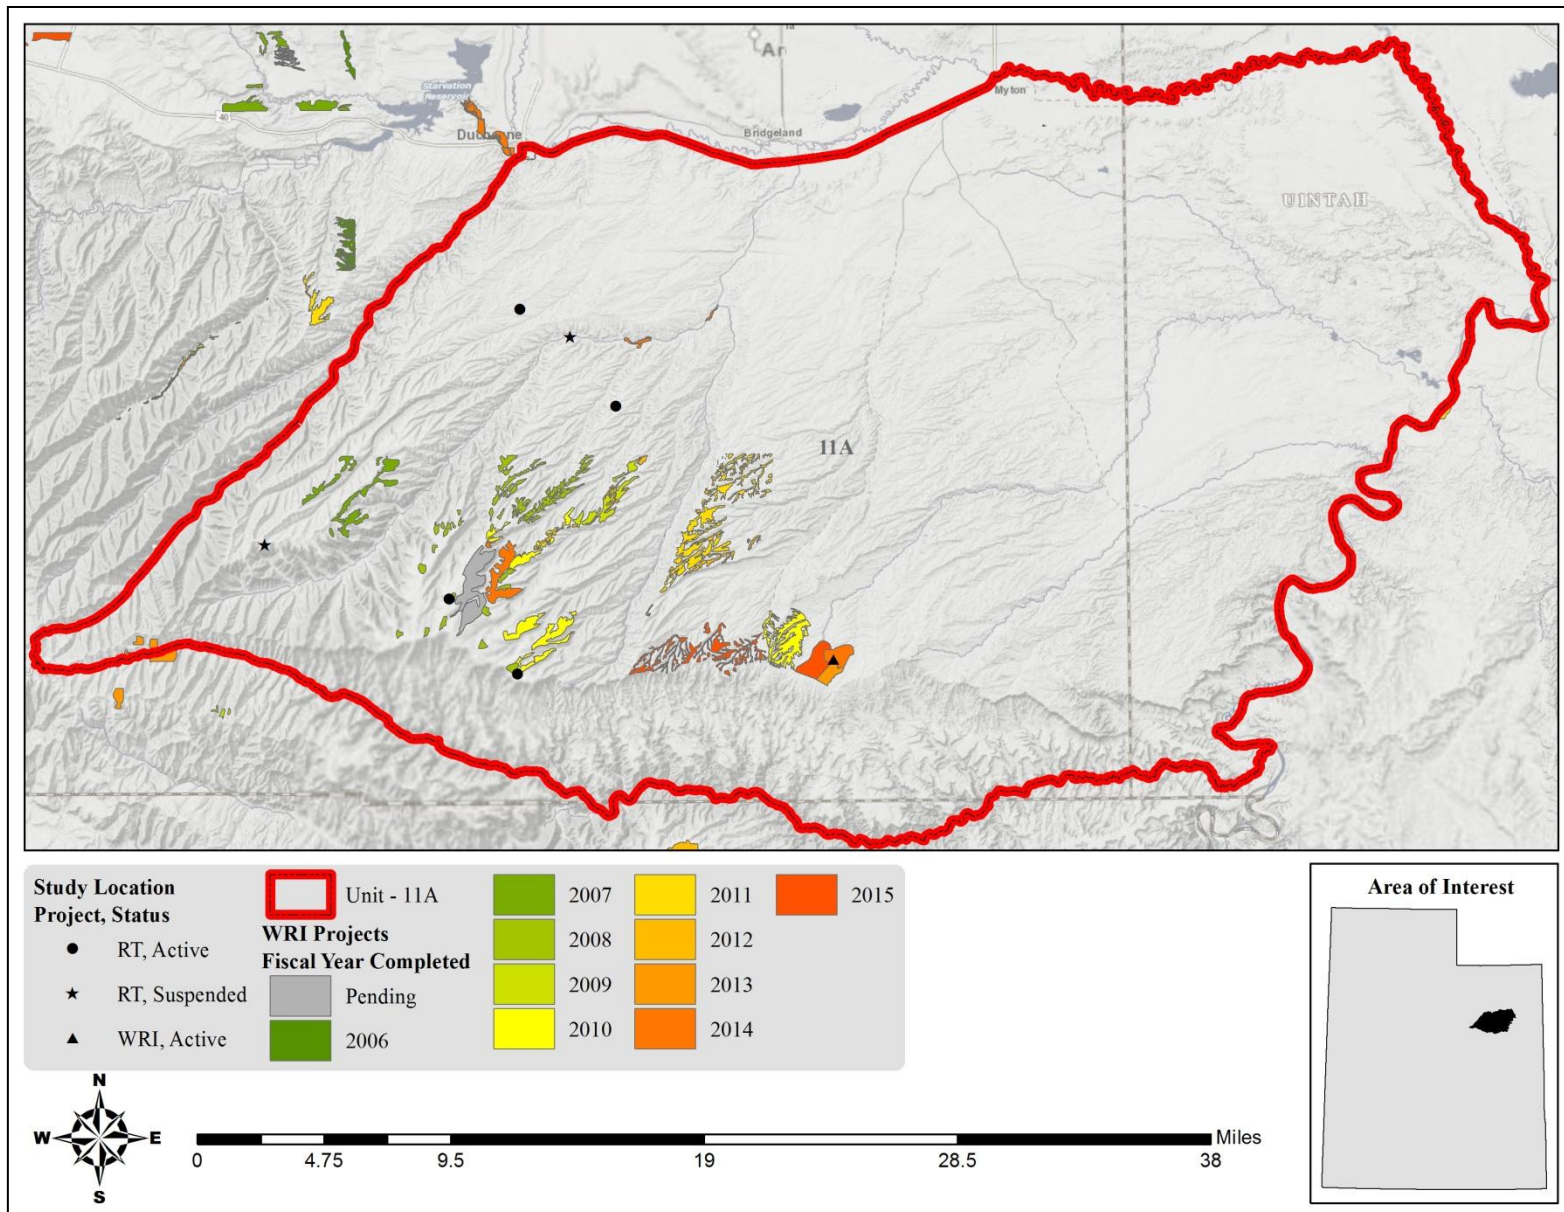 Ar
Starvation
Reservoir
40
Duchesne
Bridgeland
Myton
UINTAH
11A
Study Location
Project, Status
RT, Active
RT, Suspended
WRI, Active
Unit - 11A
WRI Projects
Fiscal Year Completed
Pending
2006
2007
2008
2009
2010
2011
2012
2013
2014
2015
Area of Interest
N
W
E
S
0
4.75
9.5
19
28.5
38
Miles